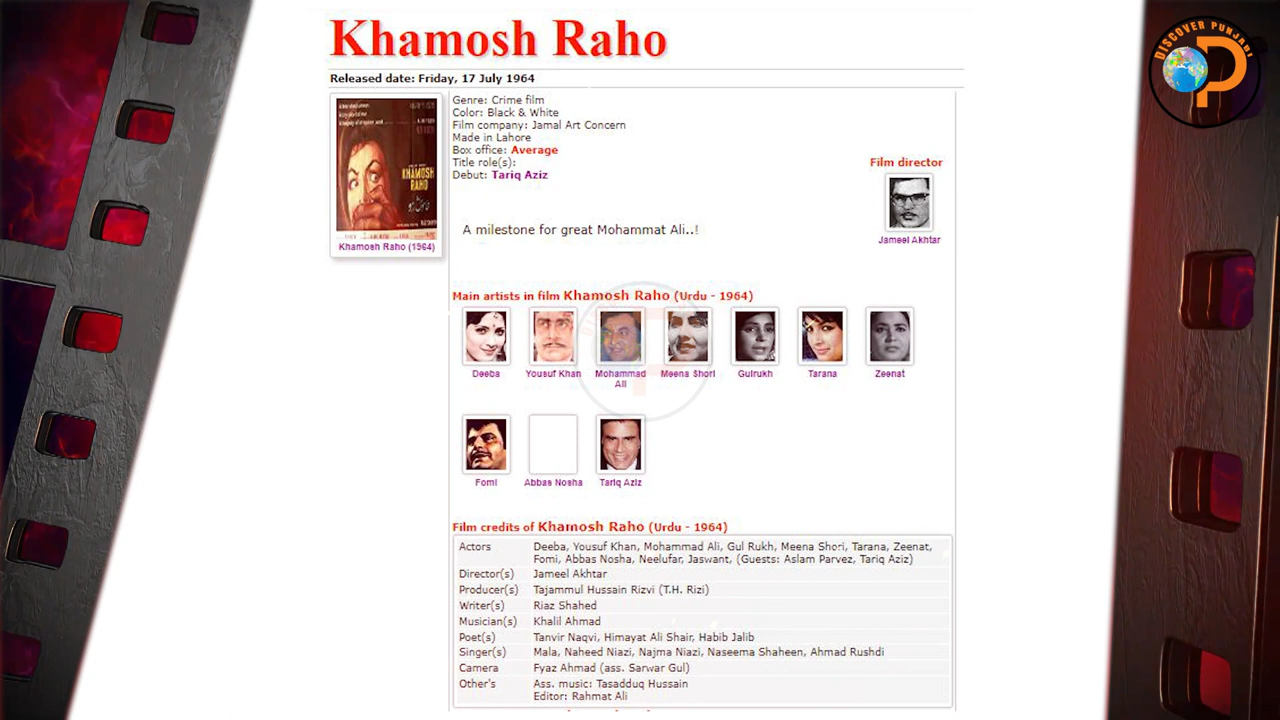 Khamosh Raho
DISCOVER PUNJABI
Released date: Friday, 17 July 1964
Genre: Crime film
Color: Black & White
Film company: Jamal Art Concern
Made in Lahore
Box office: Average
Title role(s):
Debut: Tariq Aziz
KHAMOSH
RAHO
Khamosh Raho (1964)
A milestone for great Mohammat Ali..!
Film director
Jameel Akhtar
Main artists in film Khamosh Raho (Urdu - 1964)
Deeba Yousuf Khan Mohammad Ali Meena Shori Gulrukh Tarana Zeenat
Fomi Abbas Nosha Tariq Aziz
Film credits of Khamosh Raho (Urdu - 1964)
Actors Deeba, Yousuf Khan, Mohammad Ali, Gul Rukh, Meena Shori, Tarana, Zeenat,
Fomi, Abbas Nosha, Neelufar, Jaswant, (Guests: Aslam Parvez, Tariq Aziz)
Director(s) Jameel Akhtar
Producer(s) Tajammul Hussain Rizvi (T.H. Rizi)
Writer(s) Riaz Shahed
Musician(s) Khalil Ahmad
Poet(s) Tanvir Naqvi, Himayat Ali Shair, Habib Jalib
Singer(s) Mala, Naheed Niazi, Najma Niazi, Naseema Shaheen, Ahmad Rushdi
Camera Fyaz Ahmad (ass. Sarwar Gul)
Other's Ass. music: Tasadduq Hussain
Editor: Rahmat Ali